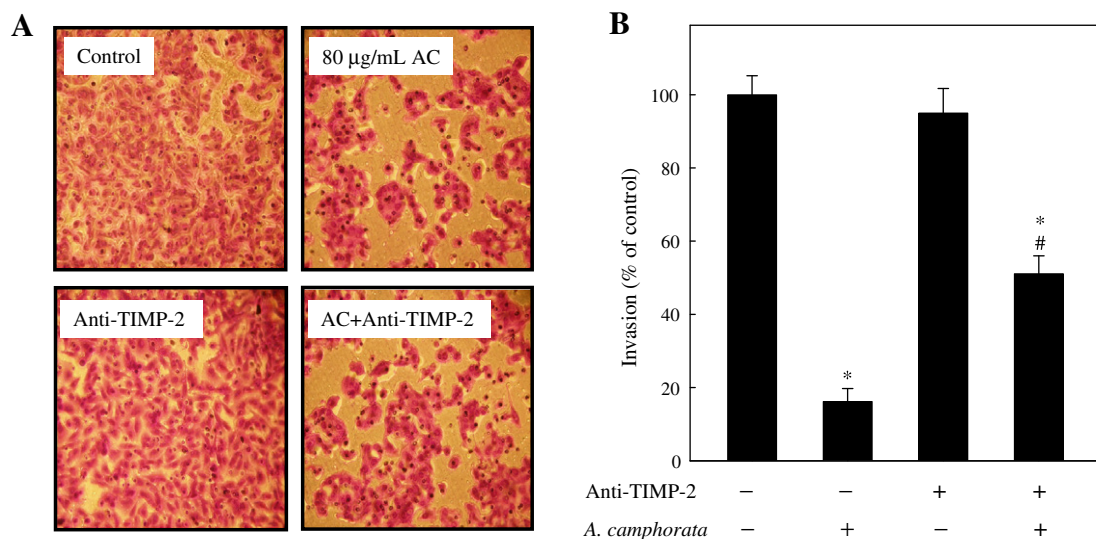 A
Control
80 µg/mL AC
Anti-TIMP-2
AC+Anti-TIMP-2
B
Invasion (% of control)
100
80
60
40
20
0
*
*
#
Anti-TIMP-2 − − + +
A. camphorata − + − +